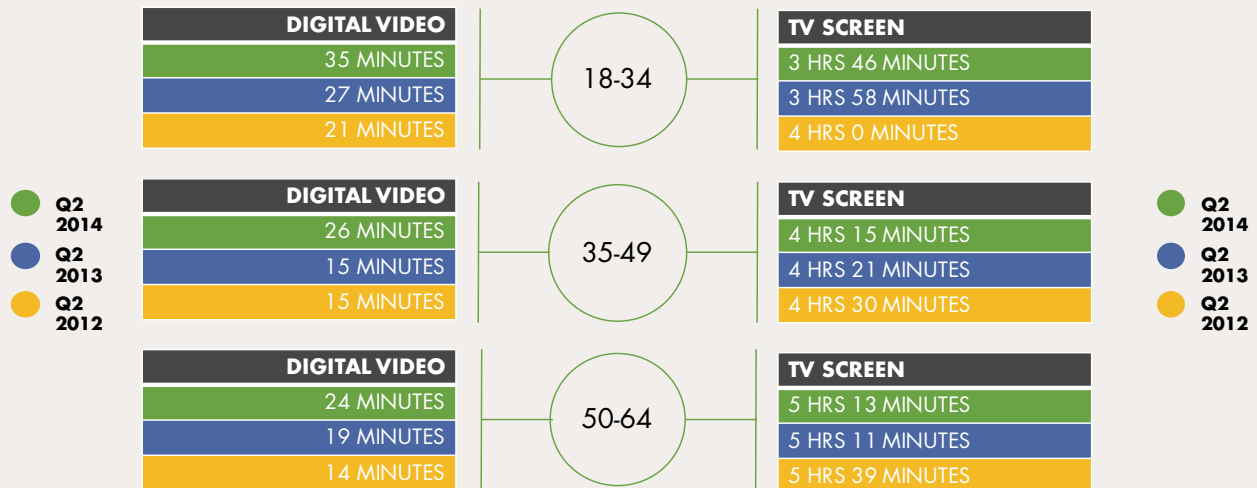 DIGITAL VIDEO
35 MINUTES
27 MINUTES
21 MINUTES
18-34
TV SCREEN
3 HRS 46 MINUTES
3 HRS 58 MINUTES
4 HRS 0 MINUTES
Q2
2014
Q2
2013
Q2
2012
DIGITAL VIDEO
26 MINUTES
15 MINUTES
15 MINUTES
35-49
TV SCREEN
4 HRS 15 MINUTES
4 HRS 21 MINUTES
4 HRS 30 MINUTES
Q2
2014
Q2
2013
Q2
2012
DIGITAL VIDEO
24 MINUTES
19 MINUTES
14 MINUTES
50-64
TV SCREEN
5 HRS 13 MINUTES
5 HRS 11 MINUTES
5 HRS 39 MINUTES